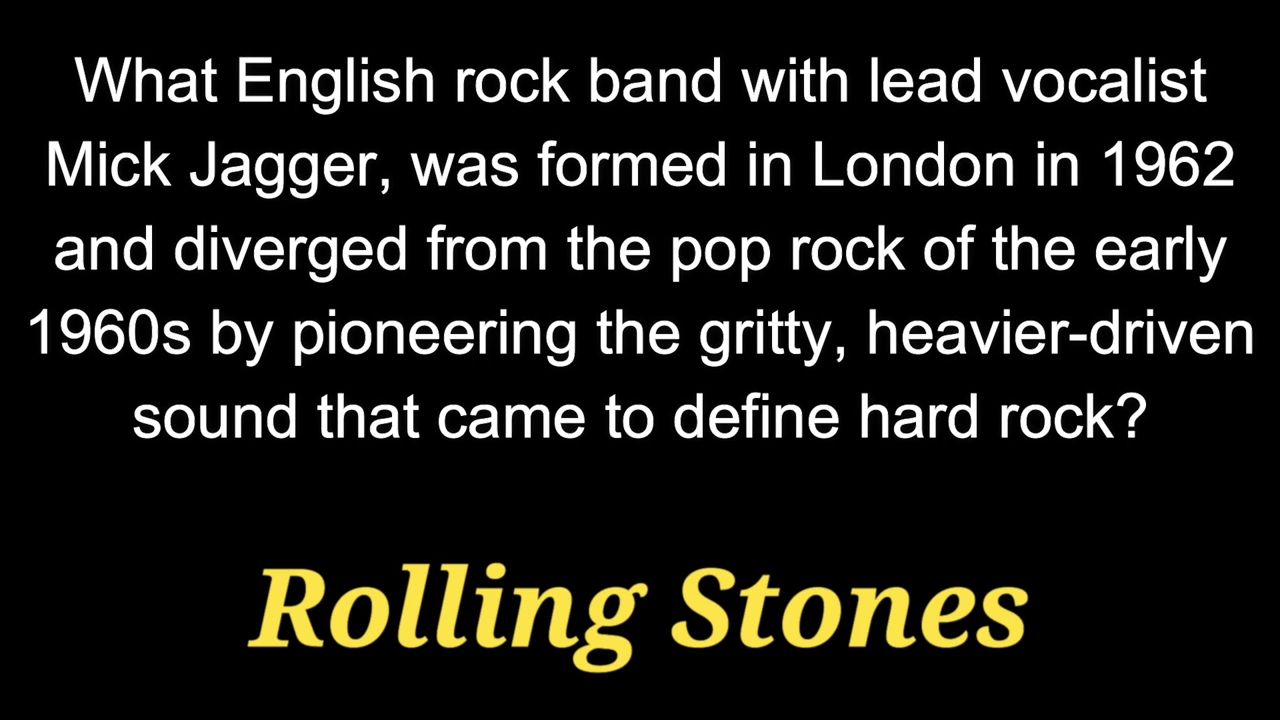 What English rock band with lead vocalist
Mick Jagger, was formed in London in 1962
and diverged from the pop rock of the early
1960s by pioneering the gritty, heavier-driven
sound that came to define hard rock?
Rolling Stones